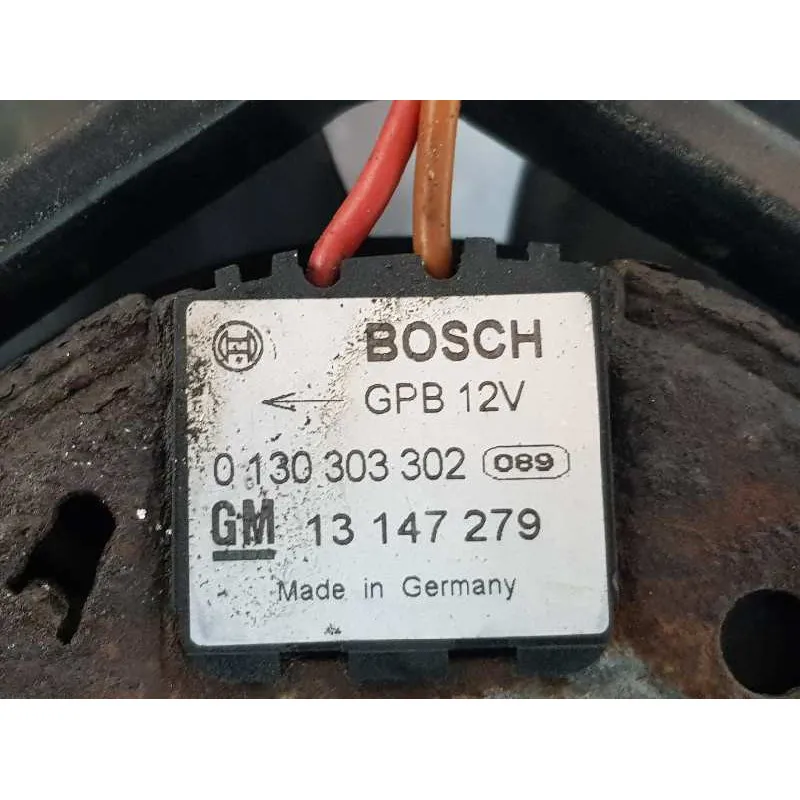 BOSCH
GPB 12V
0 130 303 302 089
GM 13 147 279
Made in Germany